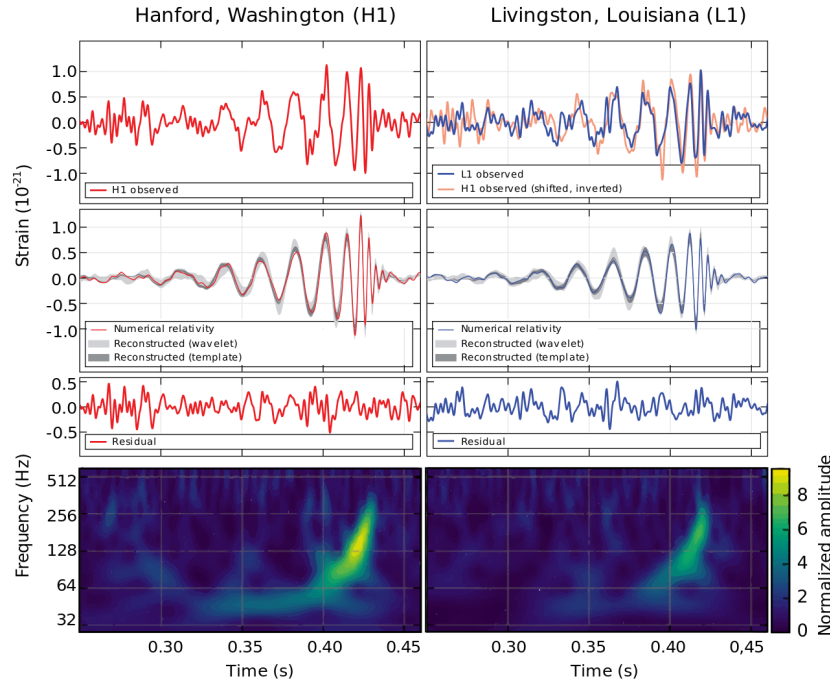 Hanford, Washington (H1)
Livingston, Louisiana (L1)
Strain (10⁻²¹)
1.0
0.5
0.0
-0.5
-1.0
H1 observed
L1 observed
H1 observed (shifted, inverted)
1.0
0.5
0.0
-0.5
-1.0
Numerical relativity
Reconstructed (wavelet)
Reconstructed (template)
Numerical relativity
Reconstructed (wavelet)
Reconstructed (template)
0.5
0.0
-0.5
Residual
Residual
Frequency (Hz)
512
256
128
64
32
Normalized amplitude
8
6
4
2
0
0.30
0.35
0.40
0.45
0.30
0.35
0.40
0,45
Time (s)
Time (s)